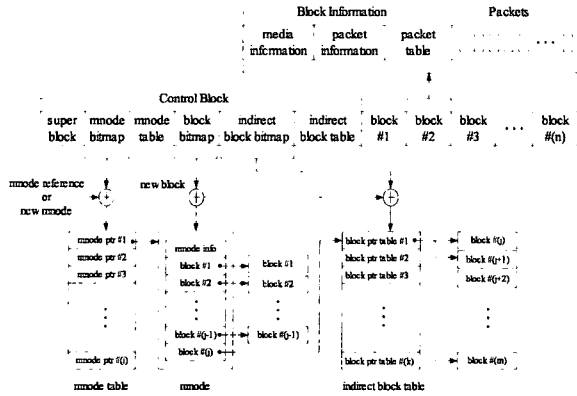 Block Information
Packets
media information
packet information
packet table
Control Block
super block
mnode bitmap
mnode table
block bitmap
indirect block bitmap
indirect block table
block #1
block #2
block #3
block #(n)
mnode reference
or
new mnode
new block
mnode ptr #1
mnode ptr #2
mnode ptr #3
mnode ptr #(i)
mnode table
mnode info
block #1
block #2
block #(j-1)
block #(j)
mnode
block #1
block #2
block #(j-1)
block ptr table #1
block ptr table #2
block ptr table #3
block ptr table #(k)
indirect block table
block #(j)
block #(j+1)
block #(j+2)
block #(m)